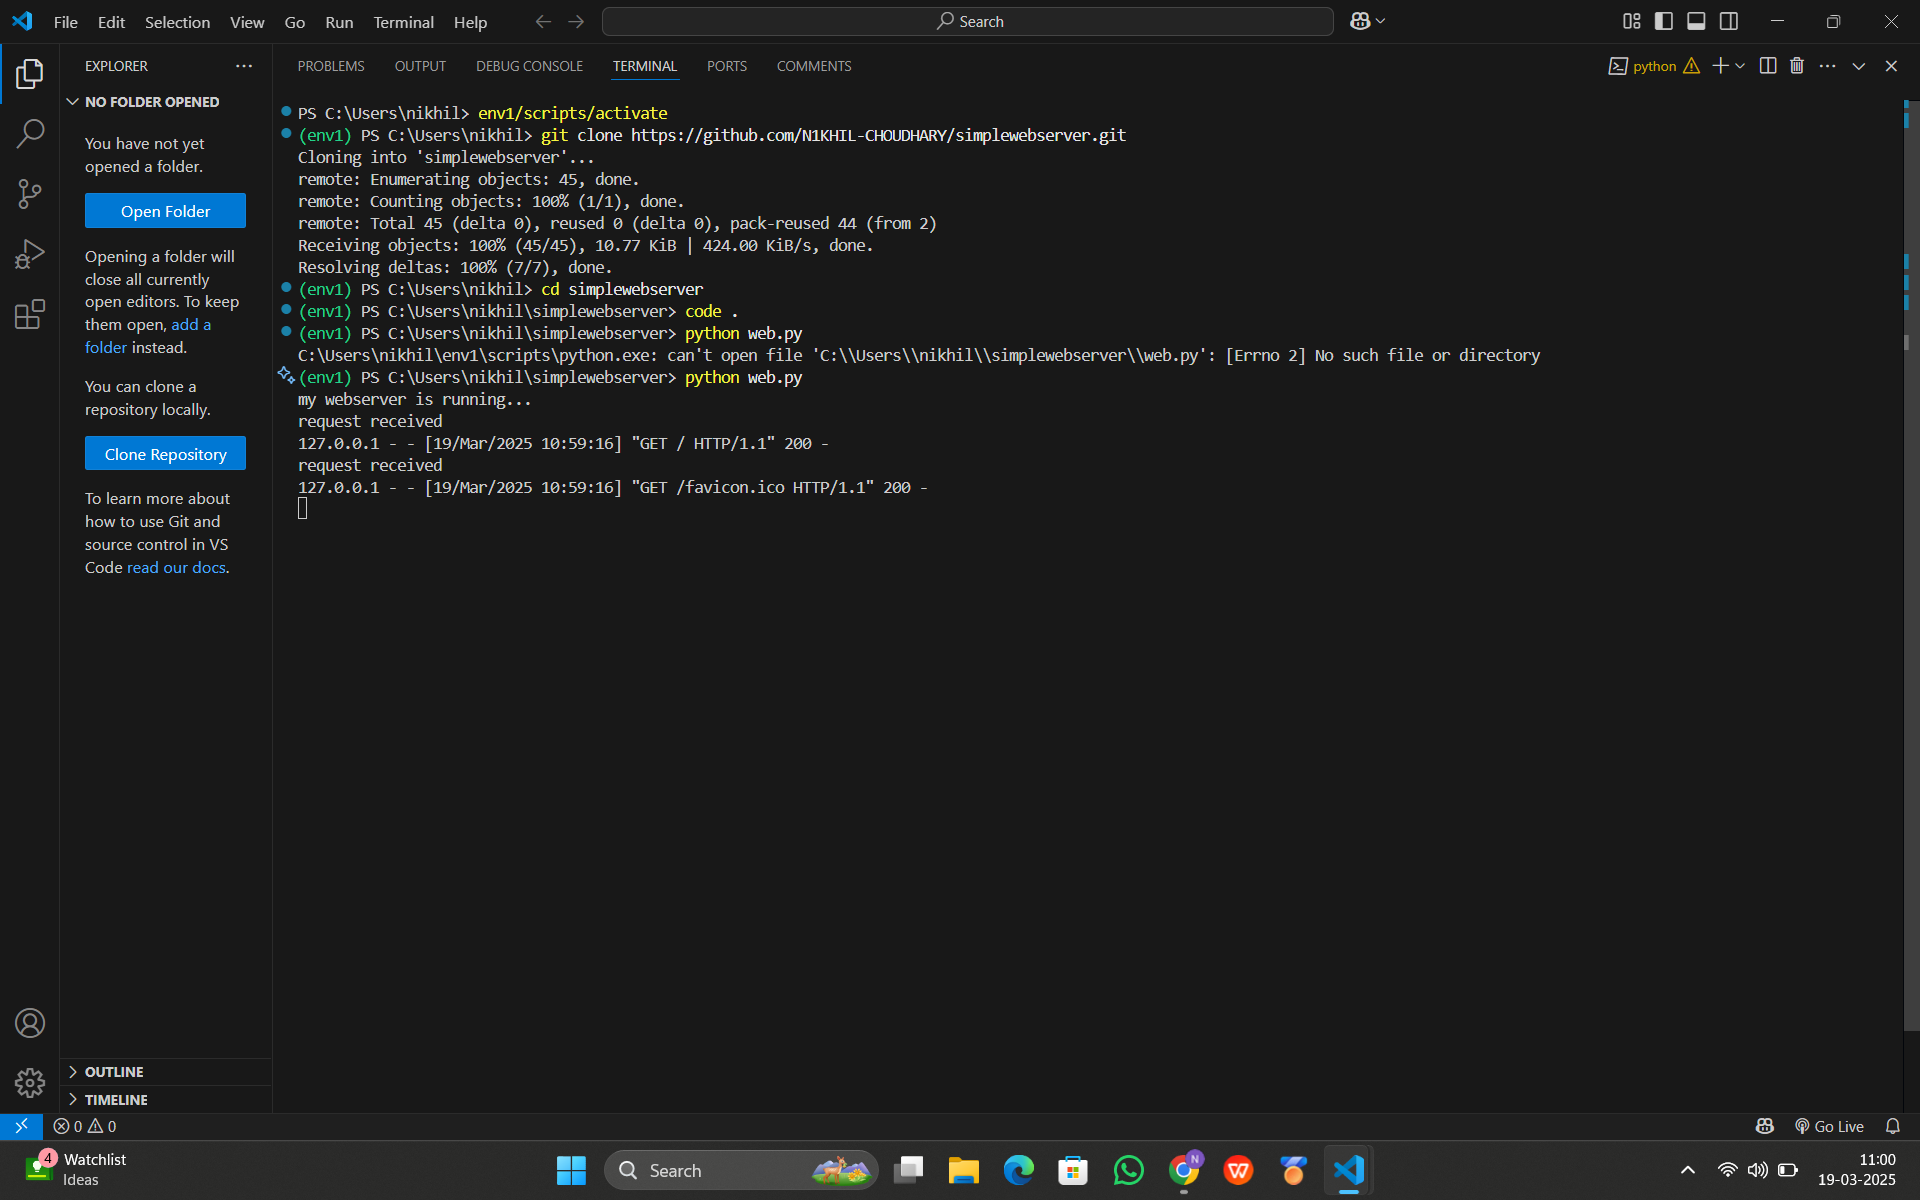 File Edit Selection View Go Run Terminal Help
Search
EXPLORER
NO FOLDER OPENED
You have not yet
opened a folder.
Open Folder
Opening a folder will
close all currently
open editors. To keep
them open, add a
folder instead.
You can clone a
repository locally.
Clone Repository
To learn more about
how to use Git and
source control in VS
Code read our docs.
OUTLINE
TIMELINE
PROBLEMS OUTPUT DEBUG CONSOLE TERMINAL PORTS COMMENTS
python
PS C:\Users\nikhil> env1/scripts/activate
(env1) PS C:\Users\nikhil> git clone https://github.com/N1KHIL-CHOUDHARY/simplewebserver.git
Cloning into 'simplewebserver'...
remote: Enumerating objects: 45, done.
remote: Counting objects: 100% (1/1), done.
remote: Total 45 (delta 0), reused 0 (delta 0), pack-reused 44 (from 2)
Receiving objects: 100% (45/45), 10.77 KiB | 424.00 KiB/s, done.
Resolving deltas: 100% (7/7), done.
(env1) PS C:\Users\nikhil> cd simplewebserver
(env1) PS C:\Users\nikhil\simplewebserver> code .
(env1) PS C:\Users\nikhil\simplewebserver> python web.py
C:\Users\nikhil\env1\scripts\python.exe: can't open file 'C:\\Users\\nikhil\\simplewebserver\\web.py': [Errno 2] No such file or directory
(env1) PS C:\Users\nikhil\simplewebserver> python web.py
my webserver is running...
request received
127.0.0.1 - - [19/Mar/2025 10:59:16] "GET / HTTP/1.1" 200 -
request received
127.0.0.1 - - [19/Mar/2025 10:59:16] "GET /favicon.ico HTTP/1.1" 200 -
0 0
Go Live
4
Watchlist
Ideas
Search
N
W
11:00
19-03-2025